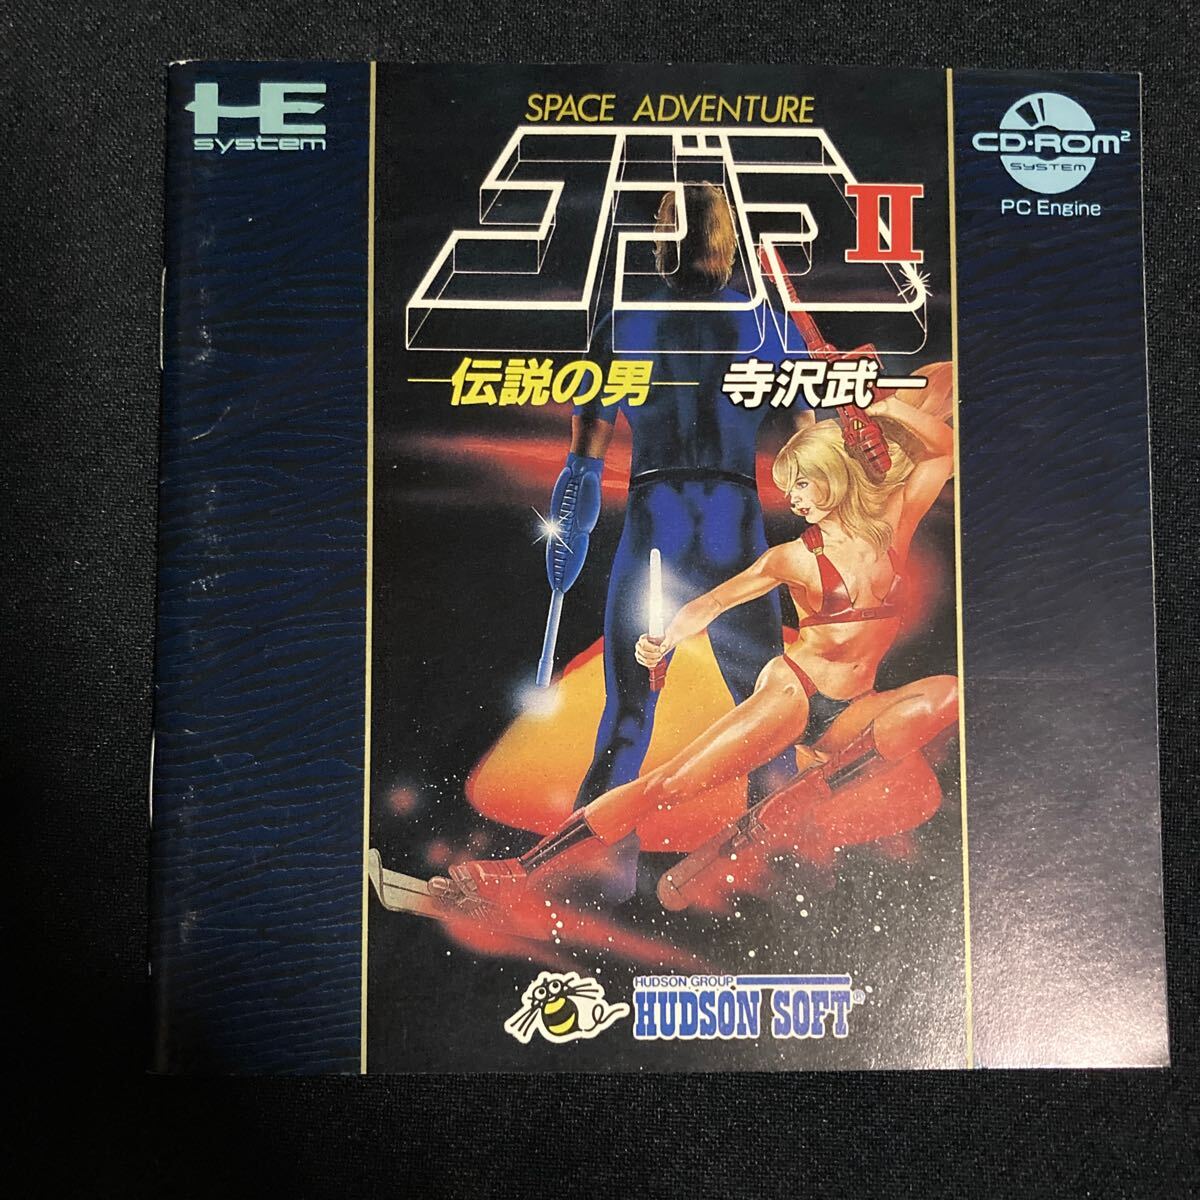 HE
system
SPACE ADVENTURE
コブラ II
—伝説の男— 寺沢武一
CD·ROM²
SYSTEM
PC Engine
HUDSON GROUP
HUDSON SOFT®